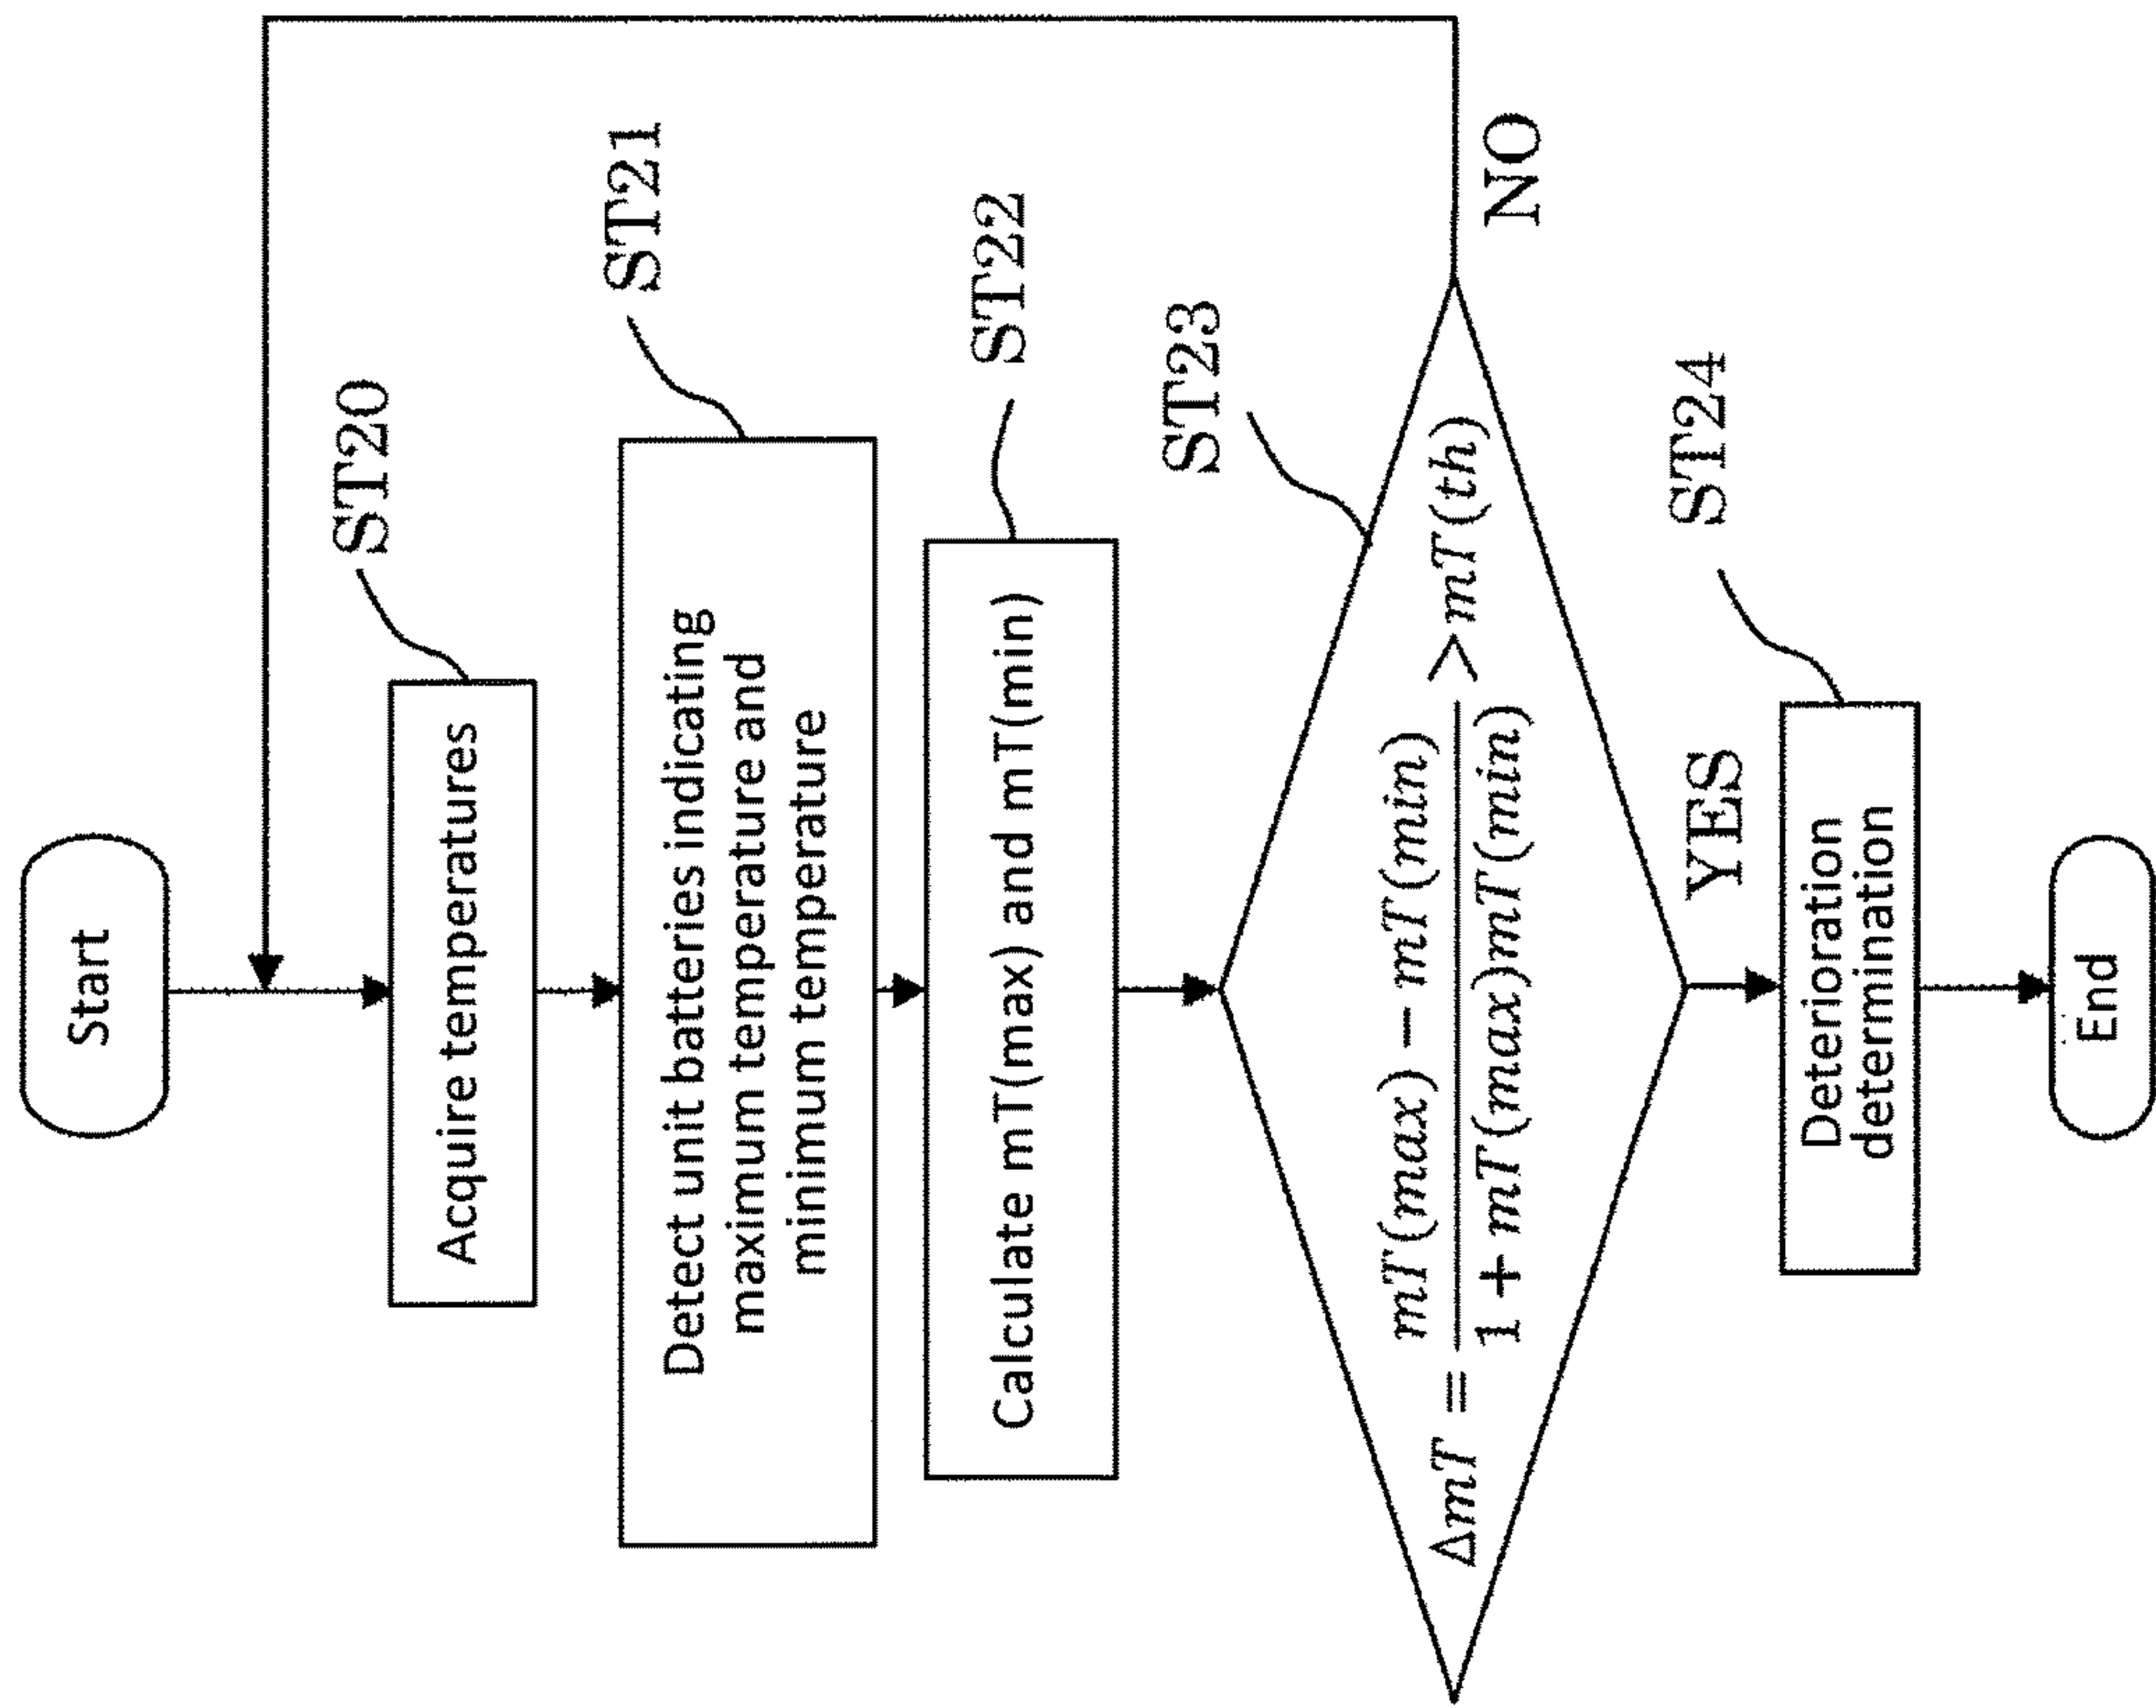 Start
ST20
Acquire temperatures
ST21
Detect unit batteries indicating
maximum temperature and
minimum temperature
ST22
Calculate mT(max) and mT(min)
ST23
ΔmT = \frac{mT(max) − mT(min)}{1 + mT(max)mT(min)} > mT(th)
NO
YES
ST24
Deterioration
determination
End